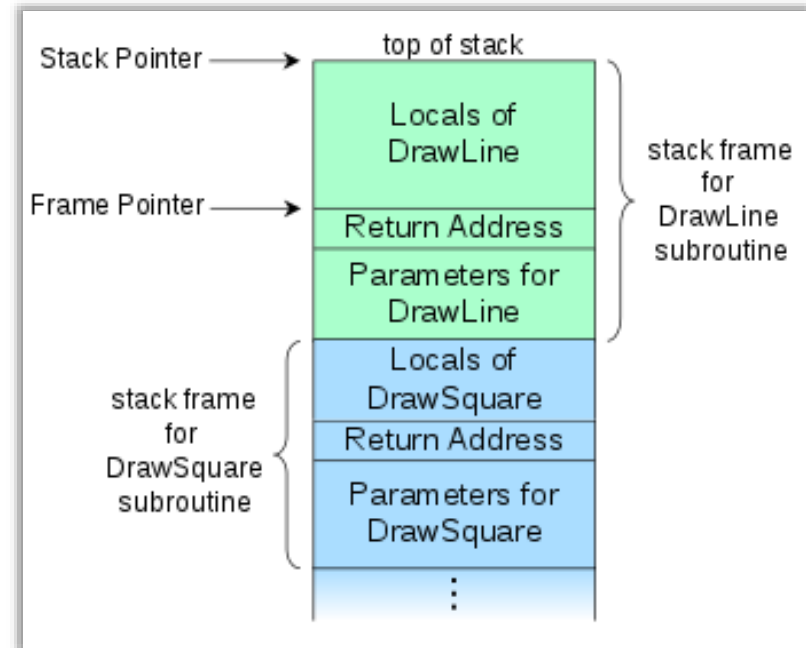 top of stack
Stack Pointer
Locals of
DrawLine
stack frame
for
DrawLine
subroutine
Frame Pointer
Return Address
Parameters for
DrawLine
Locals of
DrawSquare
stack frame
for
DrawSquare
subroutine
Return Address
Parameters for
DrawSquare
⋮